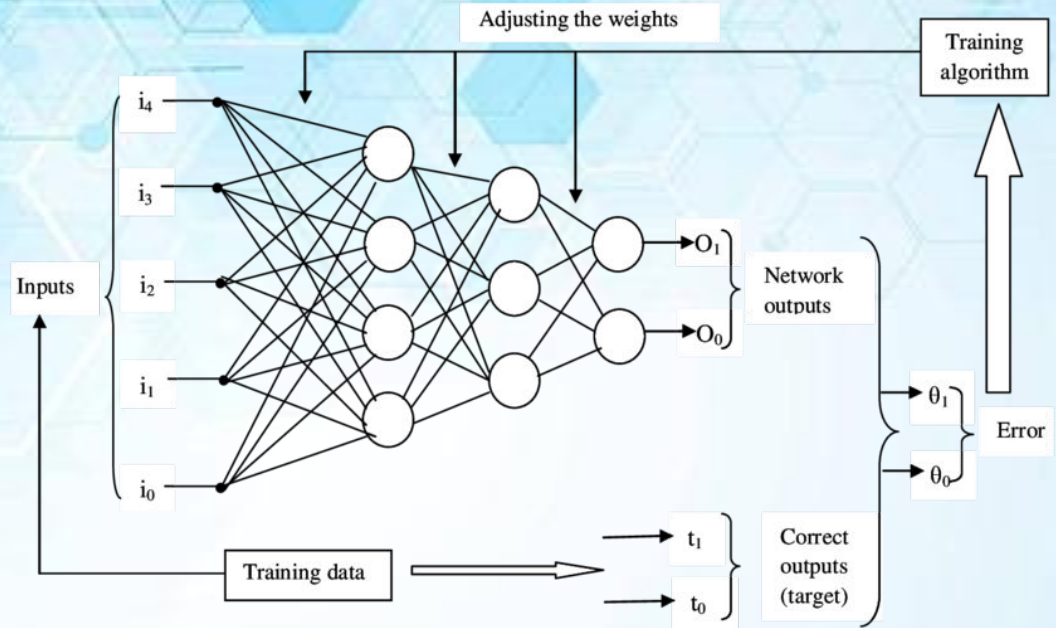 Adjusting the weights
Training
algorithm
i₄
i₃
Inputs
i₂
i₁
i₀
O₁
O₀
Network
outputs
θ₁
θ₀
Error
Training data
t₁
t₀
Correct
outputs
(target)